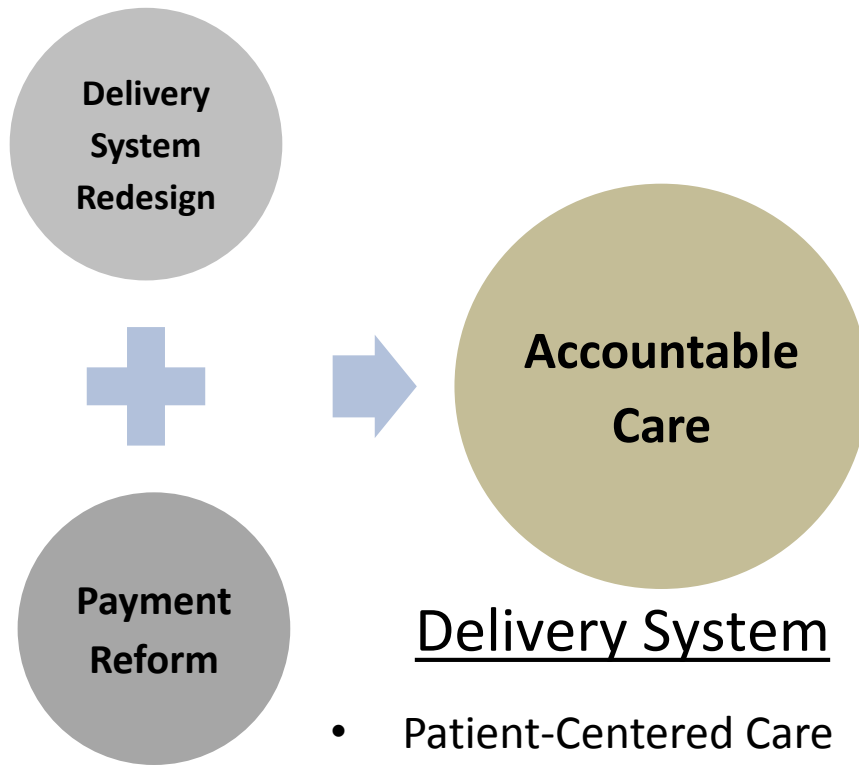 Delivery
System
Redesign
Accountable
Care
Payment
Reform
Delivery System
• Patient-Centered Care